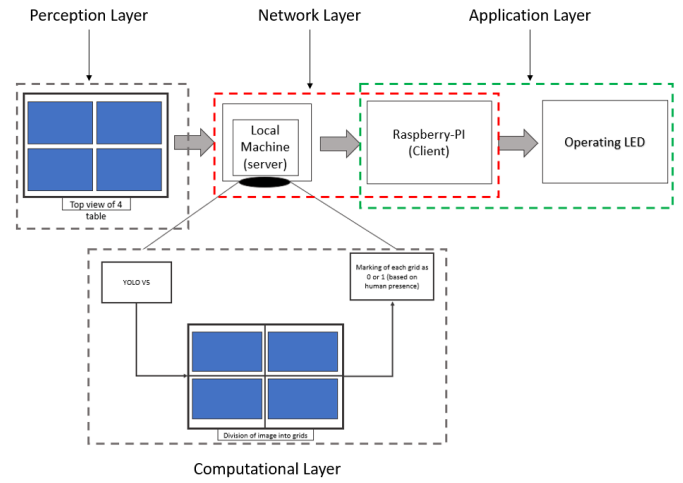 Perception Layer
Network Layer
Application Layer
Top view of 4
table
Local
Machine
(server)
Raspberry-PI
(Client)
Operating LED
YOLO V5
Marking of each grid as
0 or 1 (based on
human presence)
Division of image into grids
Computational Layer